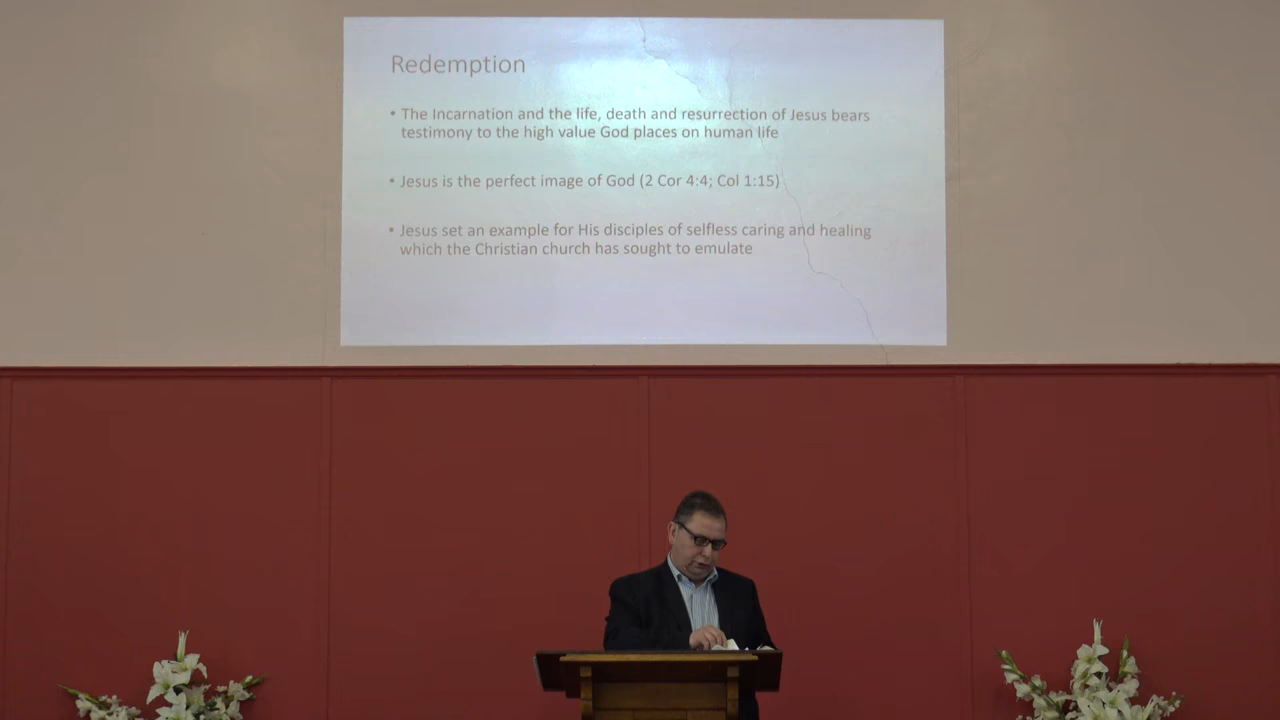 Redemption
• The Incarnation and the life, death and resurrection of Jesus bears
testimony to the high value God places on human life
• Jesus is the perfect image of God (2 Cor 4:4; Col 1:15)
• Jesus set an example for His disciples of selfless caring and healing
which the Christian church has sought to emulate